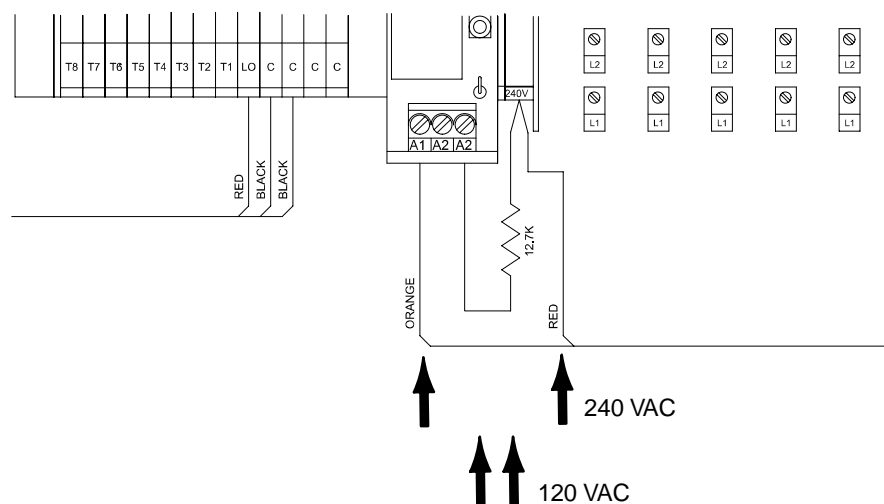 T8 T7 T6 T5 T4 T3 T2 T1 LO C C C C
240V
L2 L2 L2 L2 L2
L1 L1 L1 L1 L1
A1 A2 A2
RED
BLACK
BLACK
12.7K
ORANGE
RED
240 VAC
120 VAC